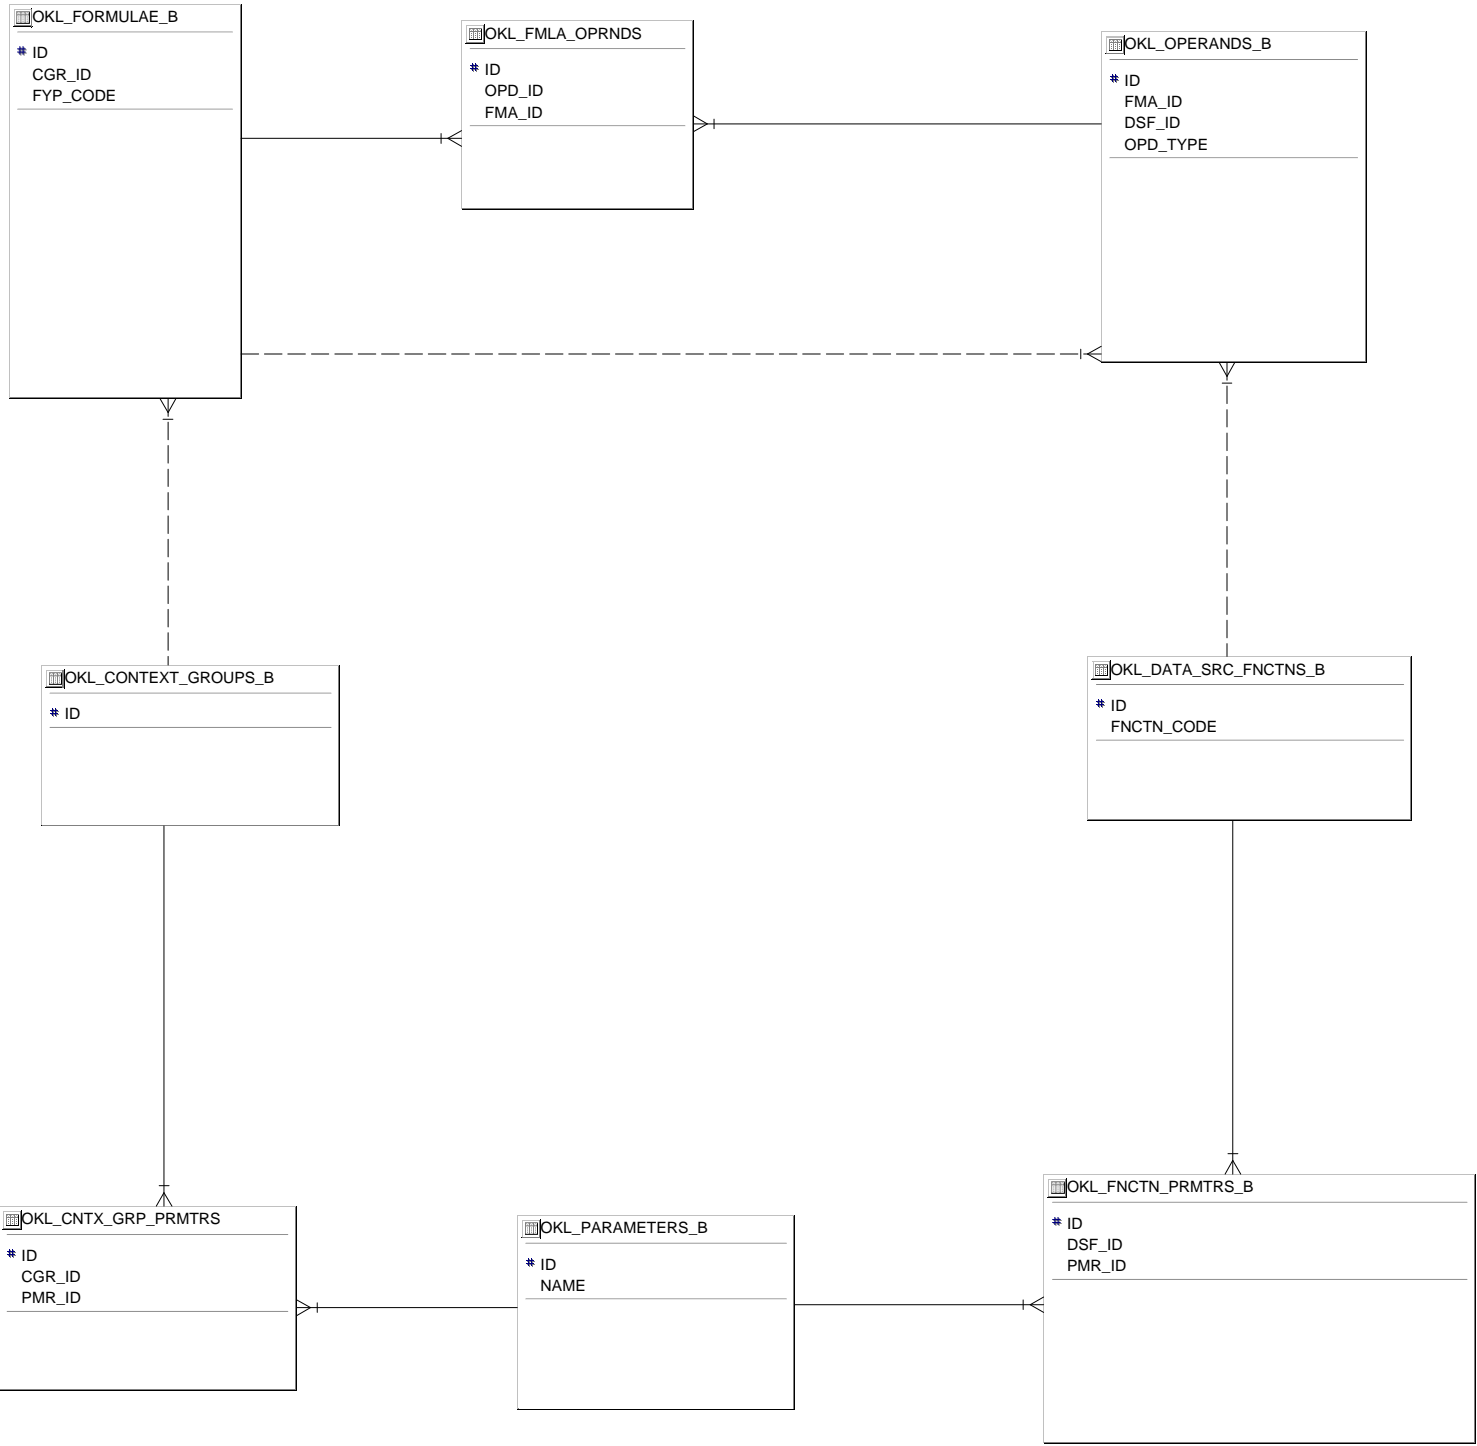 OKL_FORMULAE_B
# ID
CGR_ID
FYP_CODE
OKL_FMLA_OPRNDS
# ID
OPD_ID
FMA_ID
OKL_OPERANDS_B
# ID
FMA_ID
DSF_ID
OPD_TYPE
OKL_CONTEXT_GROUPS_B
# ID
OKL_DATA_SRC_FNCTNS_B
# ID
FNCTN_CODE
OKL_CNTX_GRP_PRMTRS
# ID
CGR_ID
PMR_ID
OKL_PARAMETERS_B
# ID
NAME
OKL_FNCTN_PRMTRS_B
# ID
DSF_ID
PMR_ID